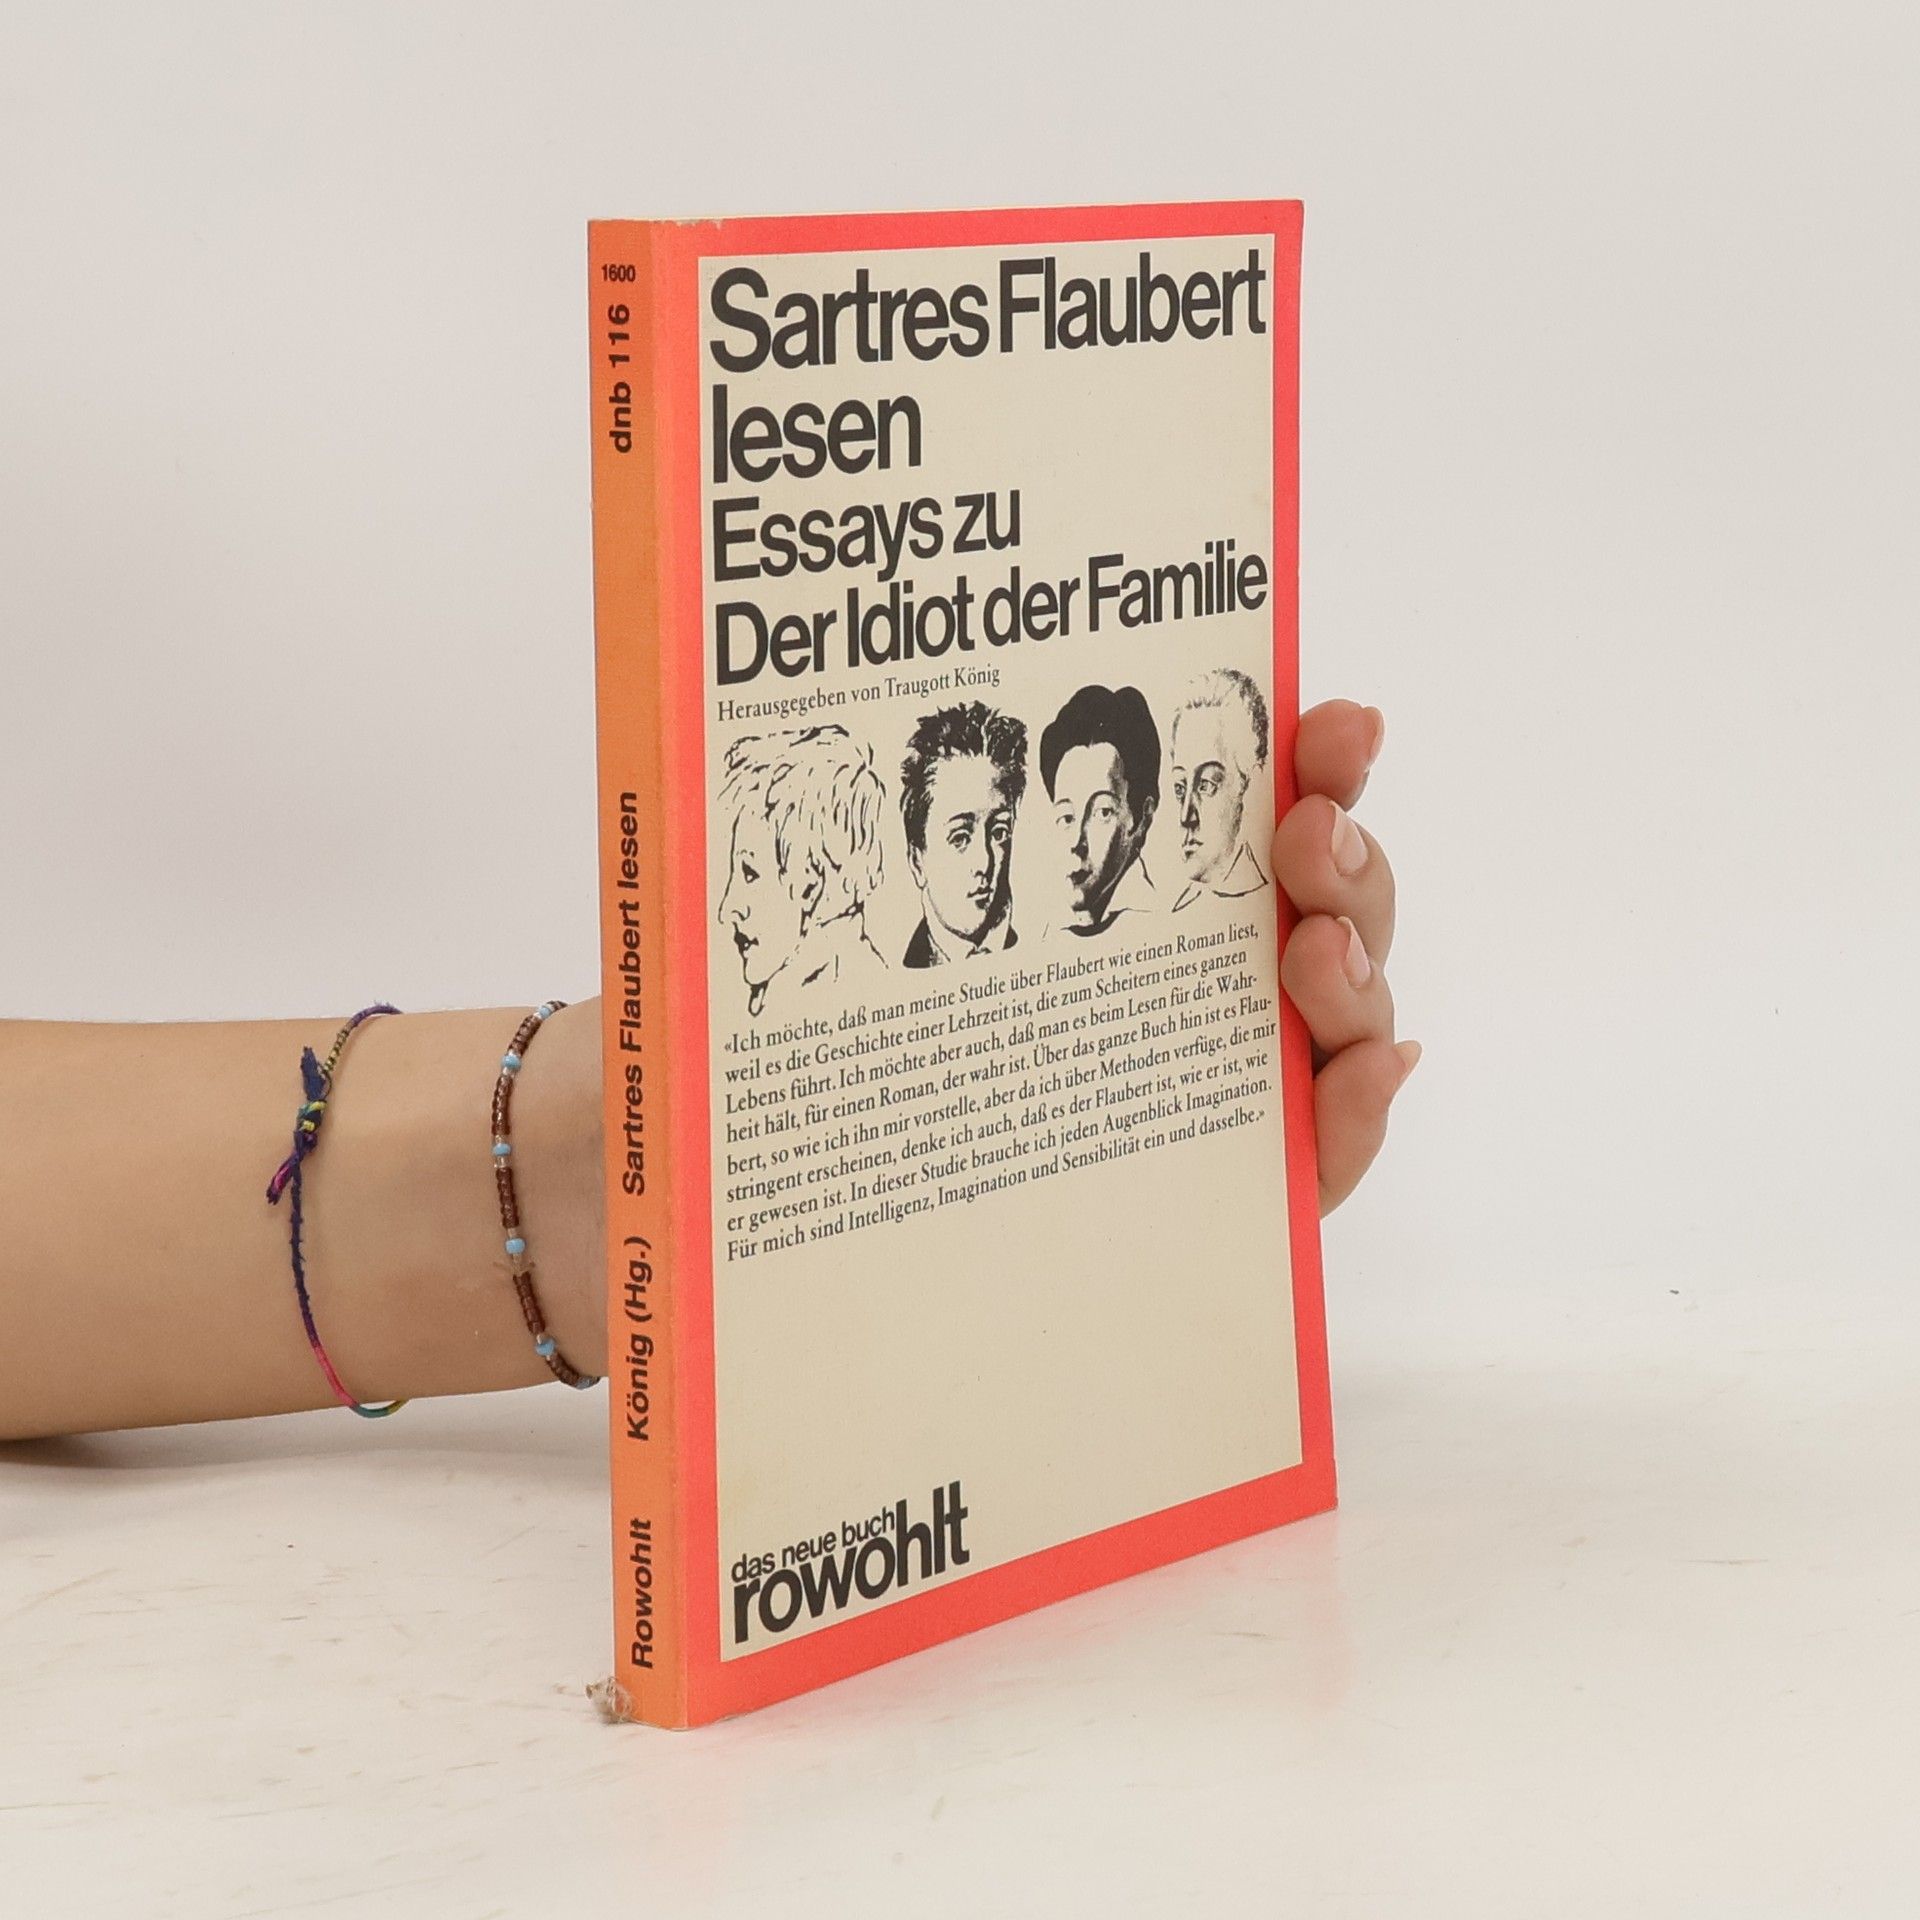 1600
dnb 116
Sartres Flaubert lesen
König (Hg.)
Rowohlt
Sartres Flaubert
lesen
Essays zu
Der Idiot der Familie
Herausgegeben von Traugott König
«Ich möchte, daß man meine Studie über Flaubert wie einen Roman liest,
weil es die Geschichte einer Lehrzeit ist, die zum Scheitern eines ganzen
Lebens führt. Ich möchte aber auch, daß man es beim Lesen für die Wahr-
heit hält, für einen Roman, der wahr ist. Über das ganze Buch hin ist es Flau-
bert, so wie ich ihn mir vorstelle, aber da ich über Methoden verfüge, die mir
stringent erscheinen, denke ich auch, daß es der Flaubert ist, wie er ist, wie
er gewesen ist. In dieser Studie brauche ich jeden Augenblick Imagination.
Für mich sind Intelligenz, Imagination und Sensibilität ein und dasselbe.»
das neue buch
rowohlt